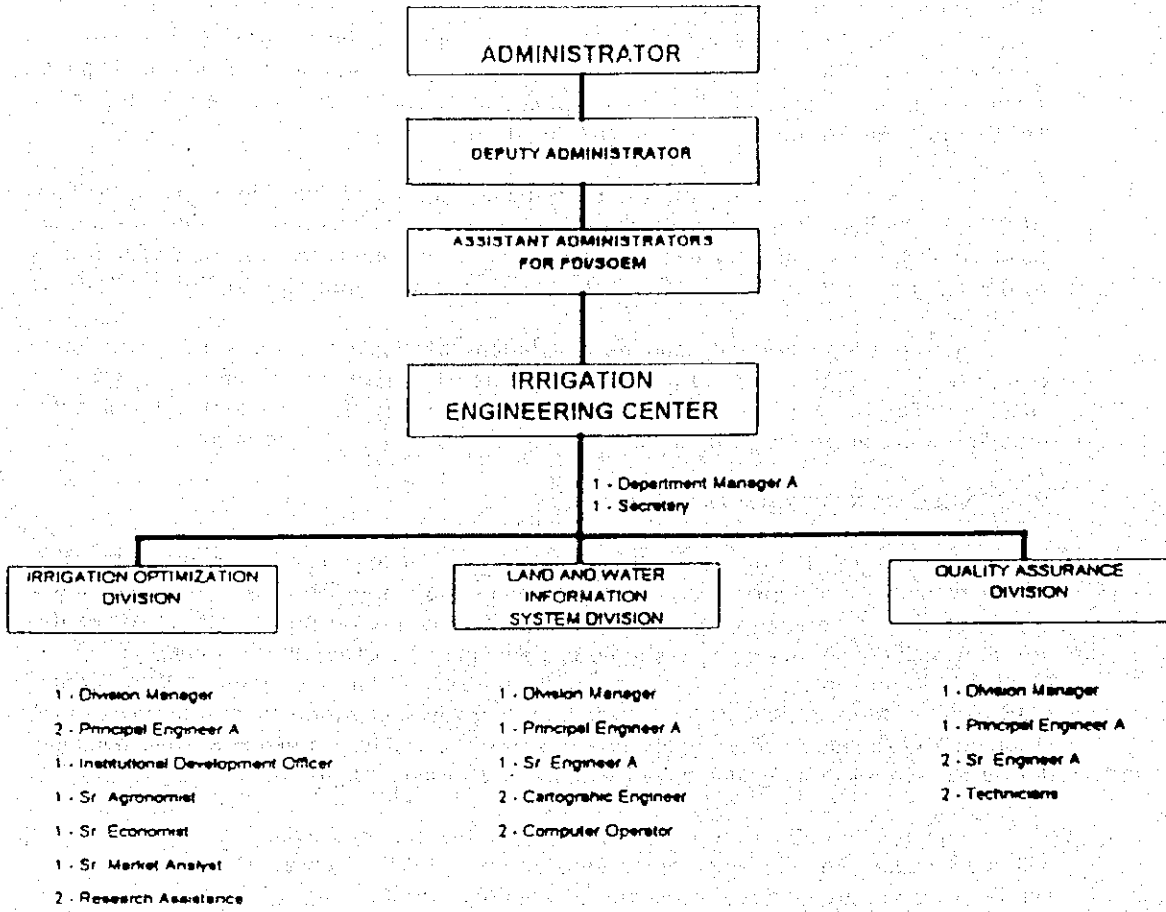 ADMINISTRATOR
DEPUTY ADMINISTRATOR
ASSISTANT ADMINISTRATORS
FOR PDVSOEM
IRRIGATION
ENGINEERING CENTER
1 - Department Manager A
1 - Secretary
IRRIGATION OPTIMIZATION
DIVISION
1 - Division Manager
2 - Principal Engineer A
1 - Institutional Development Officer
1 - Sr Agronomist
1 - Sr Economist
1 - Sr Market Analyst
2 - Research Assistance
LAND AND WATER
INFORMATION
SYSTEM DIVISION
1 - Division Manager
1 - Principal Engineer A
1 - Sr Engineer A
2 - Cartograhic Engineer
2 - Computer Operator
QUALITY ASSURANCE
DIVISION
1 - Division Manager
1 - Principal Engineer A
2 - Sr Engineer A
2 - Technicians